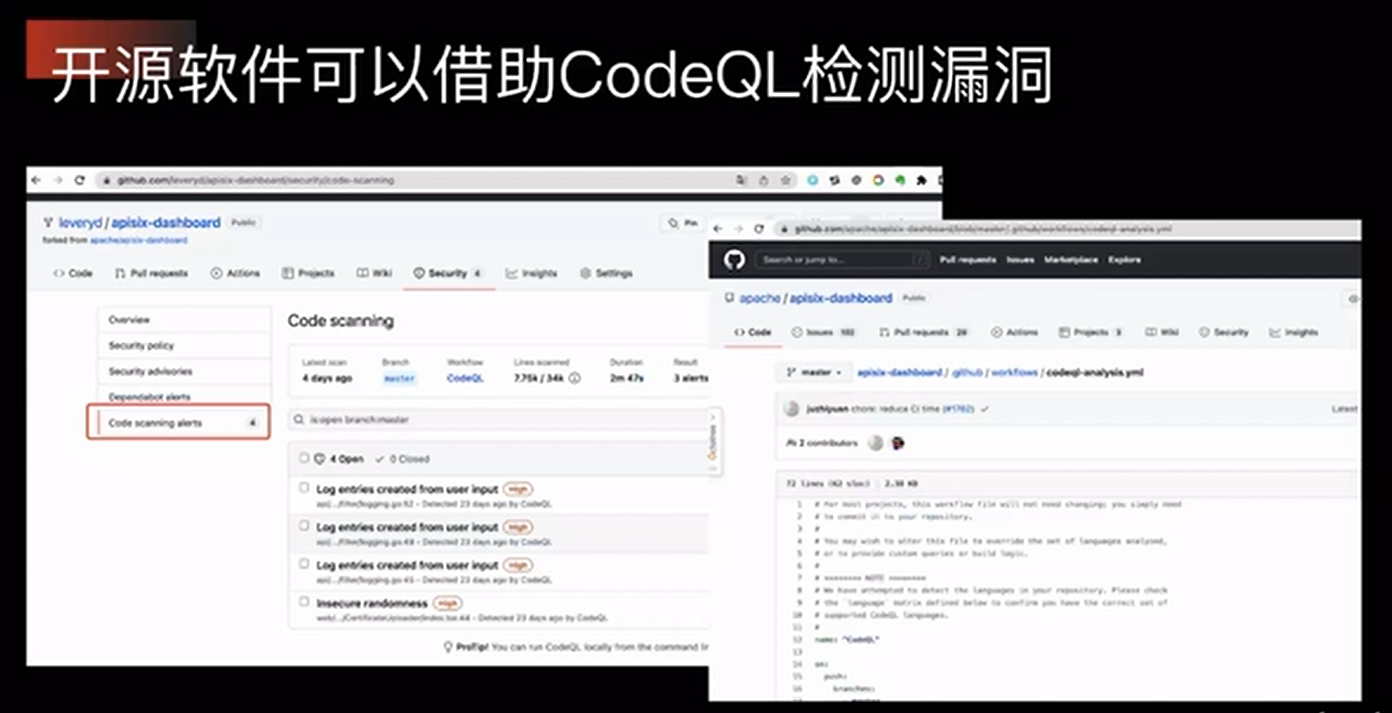 开源软件可以借助CodeQL检测漏洞
github.com/leveryd/apisix-dashboard/security/code-scanning
leveryd / apisix-dashboard Public
forked from apache/apisix-dashboard
Pin
Code Pull requests Actions Projects Wiki Security 4 Insights Settings
Overview
Security policy
Security advisories
Dependabot alerts
Code scanning alerts 4
Code scanning
Latest scan Branch Workflow Lines scanned Duration Result
4 days ago master CodeQL 7.75k / 34k 2m 47s 3 alerts
is:open branch:master
4 Open 0 Closed
Log entries created from user input High
api/.../filter/logging.go:52 - Detected 23 days ago by CodeQL
Log entries created from user input High
api/.../filter/logging.go:49 - Detected 23 days ago by CodeQL
Log entries created from user input High
api/.../filter/logging.go:45 - Detected 23 days ago by CodeQL
Insecure randomness High
web/.../CertificateUploader/index.tsx:44 - Detected 23 days ago by CodeQL
ProTip! You can run CodeQL locally from the command
github.com/apache/apisix-dashboard/blob/master/.github/workflows/codeql-analysis.yml
Search or jump to... / Pull requests Issues Marketplace Explore
apache / apisix-dashboard Public
Code Issues Pull requests Actions Projects 3 Wiki Security Insights
master apisix-dashboard / .github / workflows / codeql-analysis.yml
juzhiyuan chore: reduce CI time (#1702) Latest
2 contributors
Octotree
72 lines (62 sloc) 2.38 KB
1 # For most projects, this workflow file will not need changing; you simply need
2 # to commit it to your repository.
3 #
4 # You may wish to alter this file to override the set of languages analyzed,
5 # or to provide custom queries or build logic.
6 #
7 # ******** NOTE ********
8 # We have attempted to detect the languages in your repository. Please check
9 # the `language` matrix defined below to confirm you have the correct set of
10 # supported CodeQL languages.
11 #
12 name: "CodeQL"
13
14 on:
15 push:
16 branches: